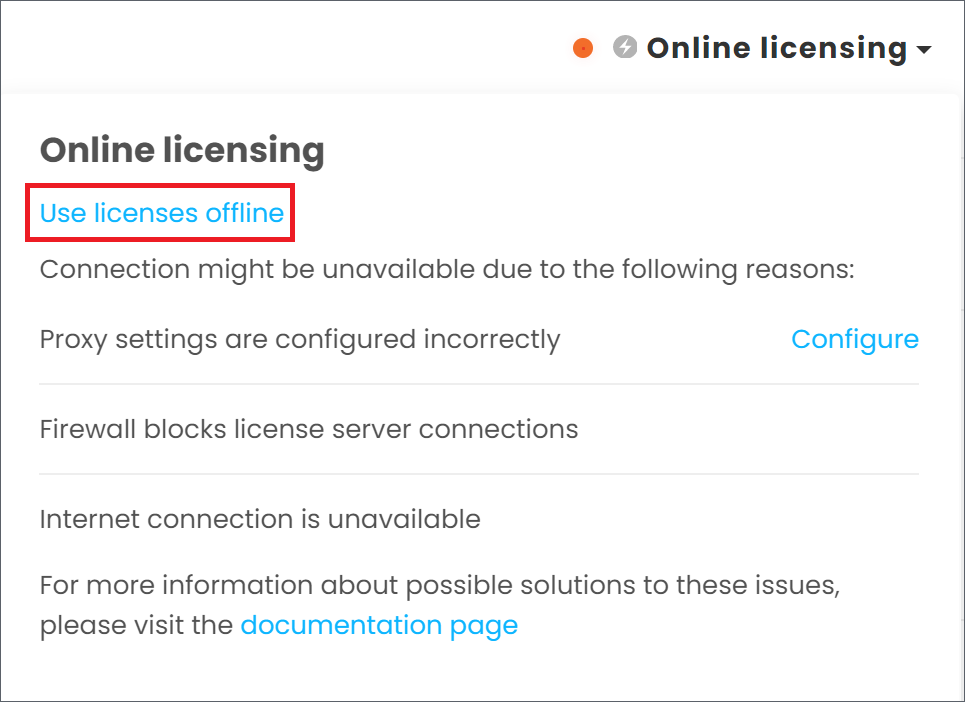 Online licensing
Online licensing
Use licenses offline
Connection might be unavailable due to the following reasons:
Proxy settings are configured incorrectly Configure
Firewall blocks license server connections
Internet connection is unavailable
For more information about possible solutions to these issues,
please visit the documentation page